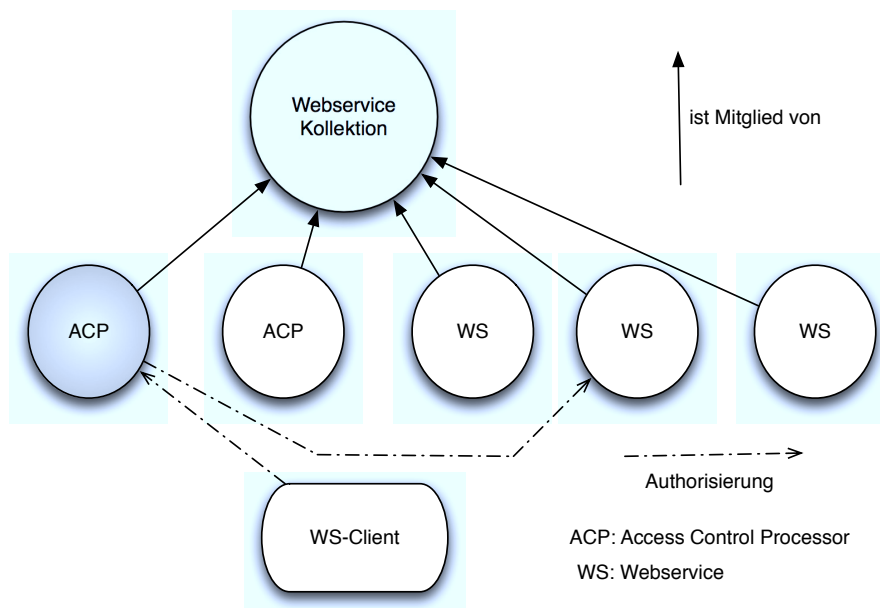 Webservice
Kollektion
ist Mitglied von
ACP
ACP
WS
WS
WS
Authorisierung
WS-Client
ACP: Access Control Processor
WS: Webservice